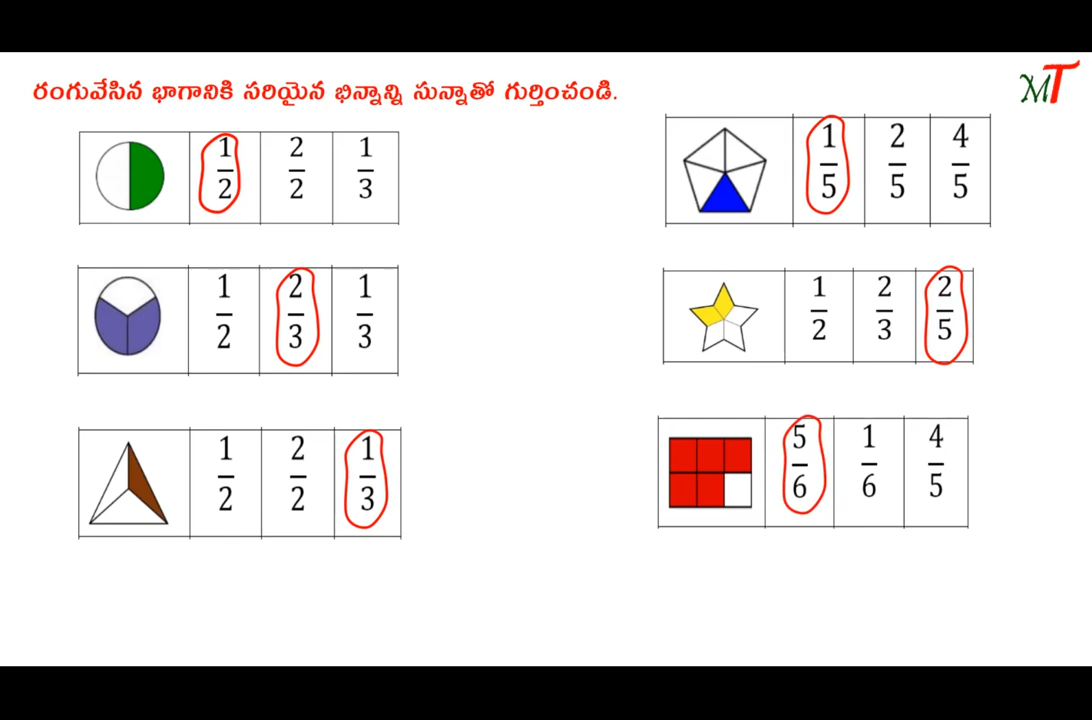 రంగువేసిన భాగానికి సరియైన భిన్నాన్ని సున్నాతో గుర్తించండి.
MT
1/2 2/2 1/3
1/2 2/3 1/3
1/2 2/2 1/3
1/5 2/5 4/5
1/2 2/3 2/5
5/6 1/6 4/5